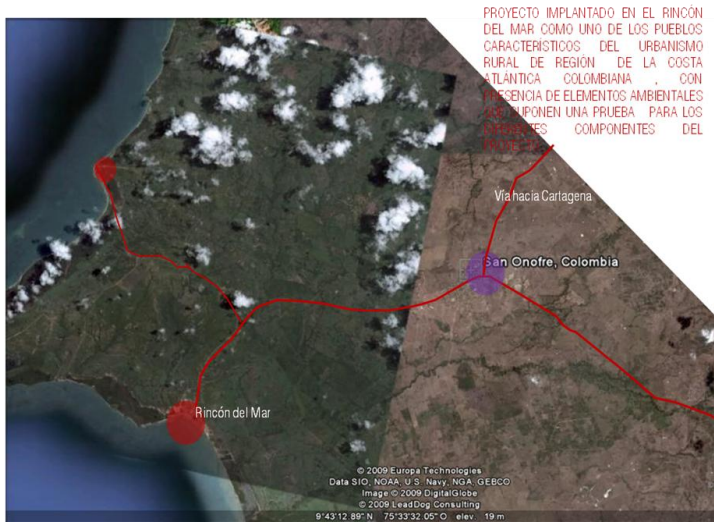 PROYECTO IMPLANTADO EN EL RINCÓN
DEL MAR COMO UNO DE LOS PUEBLOS
CARACTERÍSTICOS DEL URBANISMO
RURAL DE REGIÓN DE LA COSTA
ATLÁNTICA COLOMBIANA , CON
PRESENCIA DE ELEMENTOS AMBIENTALES
QUE SUPONEN UNA PRUEBA PARA LOS
COMPONENTES DEL
Vía hacia Cartagena
San Onofre, Colombia
Rincón del Mar
© 2009 Europa Technologies
Data SIO, NOAA, U.S. Navy, NGA, GEBCO
Image © 2009 DigitalGlobe
© 2009 LeadDog Consulting
9°43'12.89" N 75°33'32.05" O elev. 19 m